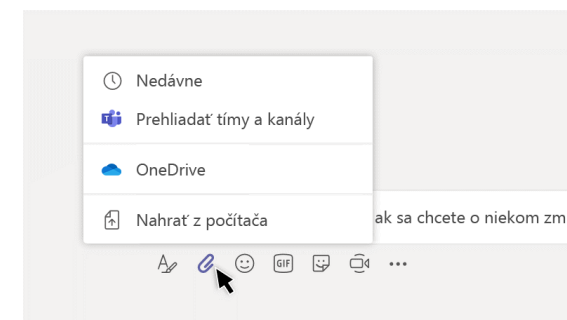 Nedávne
Prehliadať tímy a kanály
OneDrive
Nahrať z počítača
ak sa chcete o niekom zm
GIF